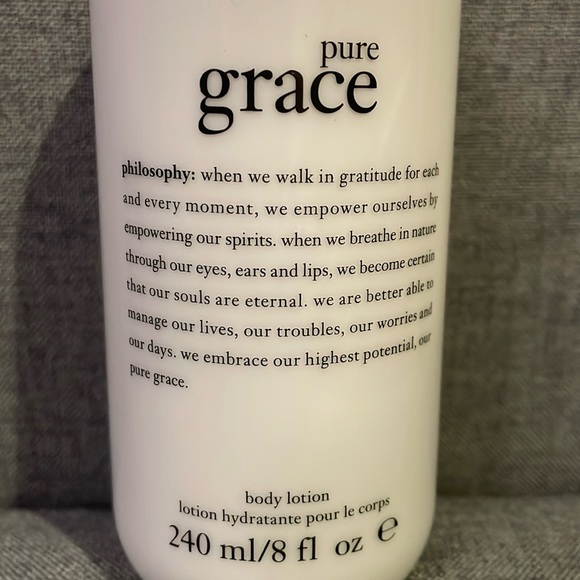 pure
grace
philosophy: when we walk in gratitude for each
and every moment, we empower ourselves by
empowering our spirits. when we breathe in nature
through our eyes, ears and lips, we become certain
that our souls are eternal. we are better able to
manage our lives, our troubles, our worries and
our days. we embrace our highest potential, our
pure grace.
body lotion
lotion hydratante pour le corps
240 ml/8 fl oz ℮